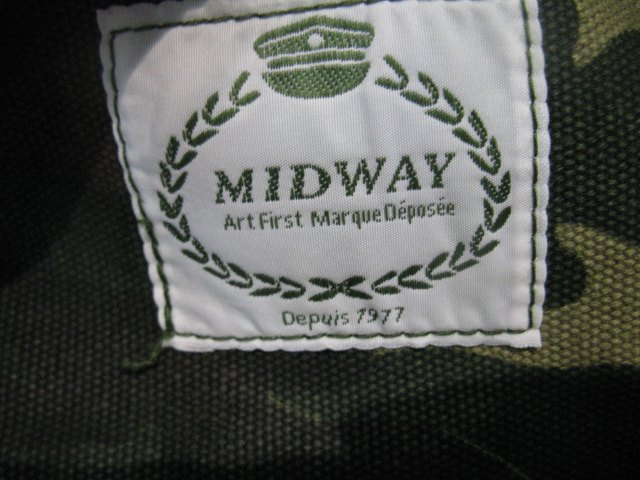 MIDWAY
Art First Marque Déposée
Depuis 1977